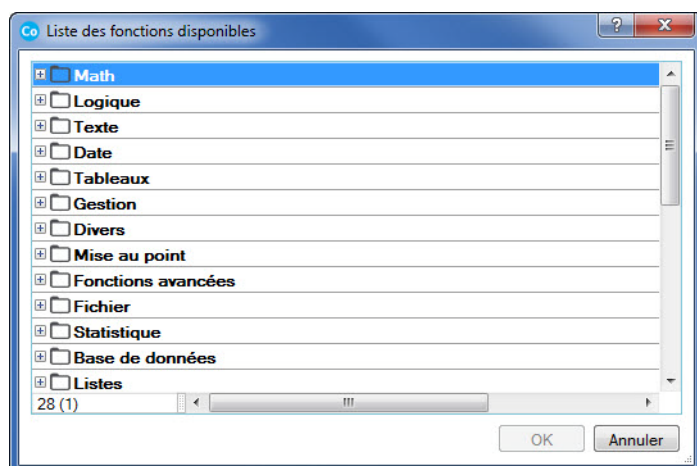 Co Liste des fonctions disponibles
Math
Logique
Texte
Date
Tableaux
Gestion
Divers
Mise au point
Fonctions avancées
Fichier
Statistique
Base de données
Listes
28 (1)
OK Annuler